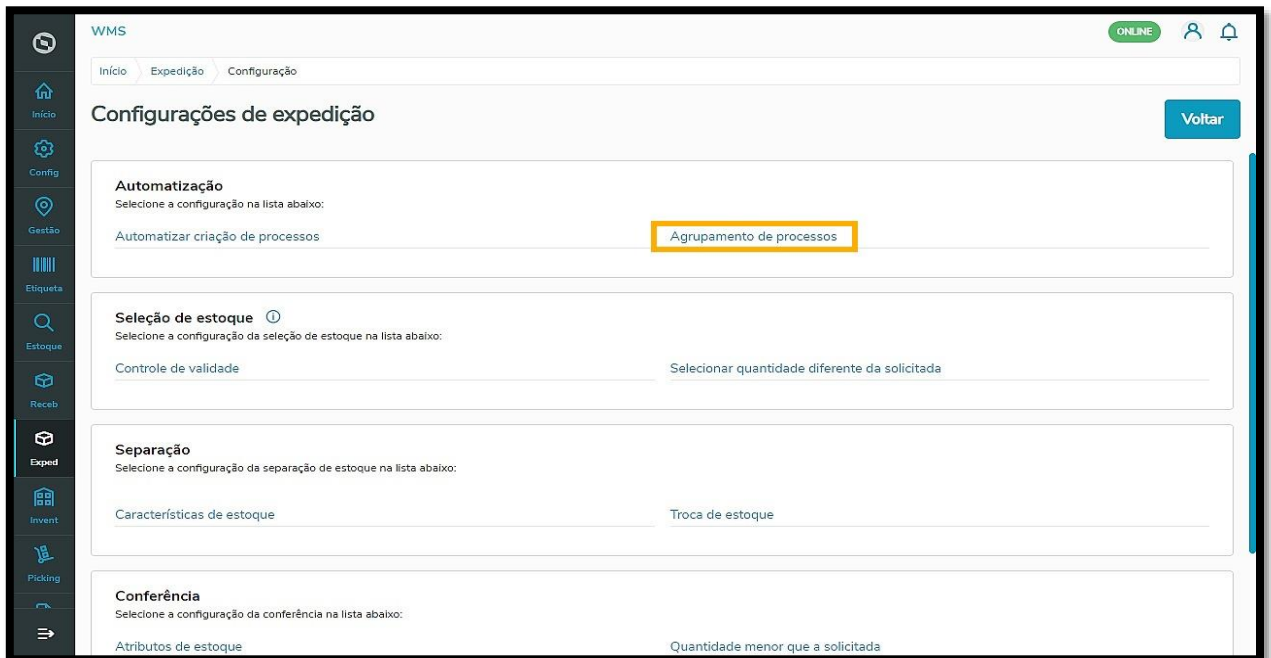 WMS
ONLINE
Início
Expedição
Configuração
Configurações de expedição
Voltar
Início
Config
Gestão
Etiqueta
Estoque
Receb
Exped
Invent
Picking
Automatização
Selecione a configuração na lista abaixo:
Automatizar criação de processos
Agrupamento de processos
Seleção de estoque
Selecione a configuração da seleção de estoque na lista abaixo:
Controle de validade
Selecionar quantidade diferente da solicitada
Separação
Selecione a configuração da separação de estoque na lista abaixo:
Características de estoque
Troca de estoque
Conferência
Selecione a configuração da conferência na lista abaixo:
Atributos de estoque
Quantidade menor que a solicitada